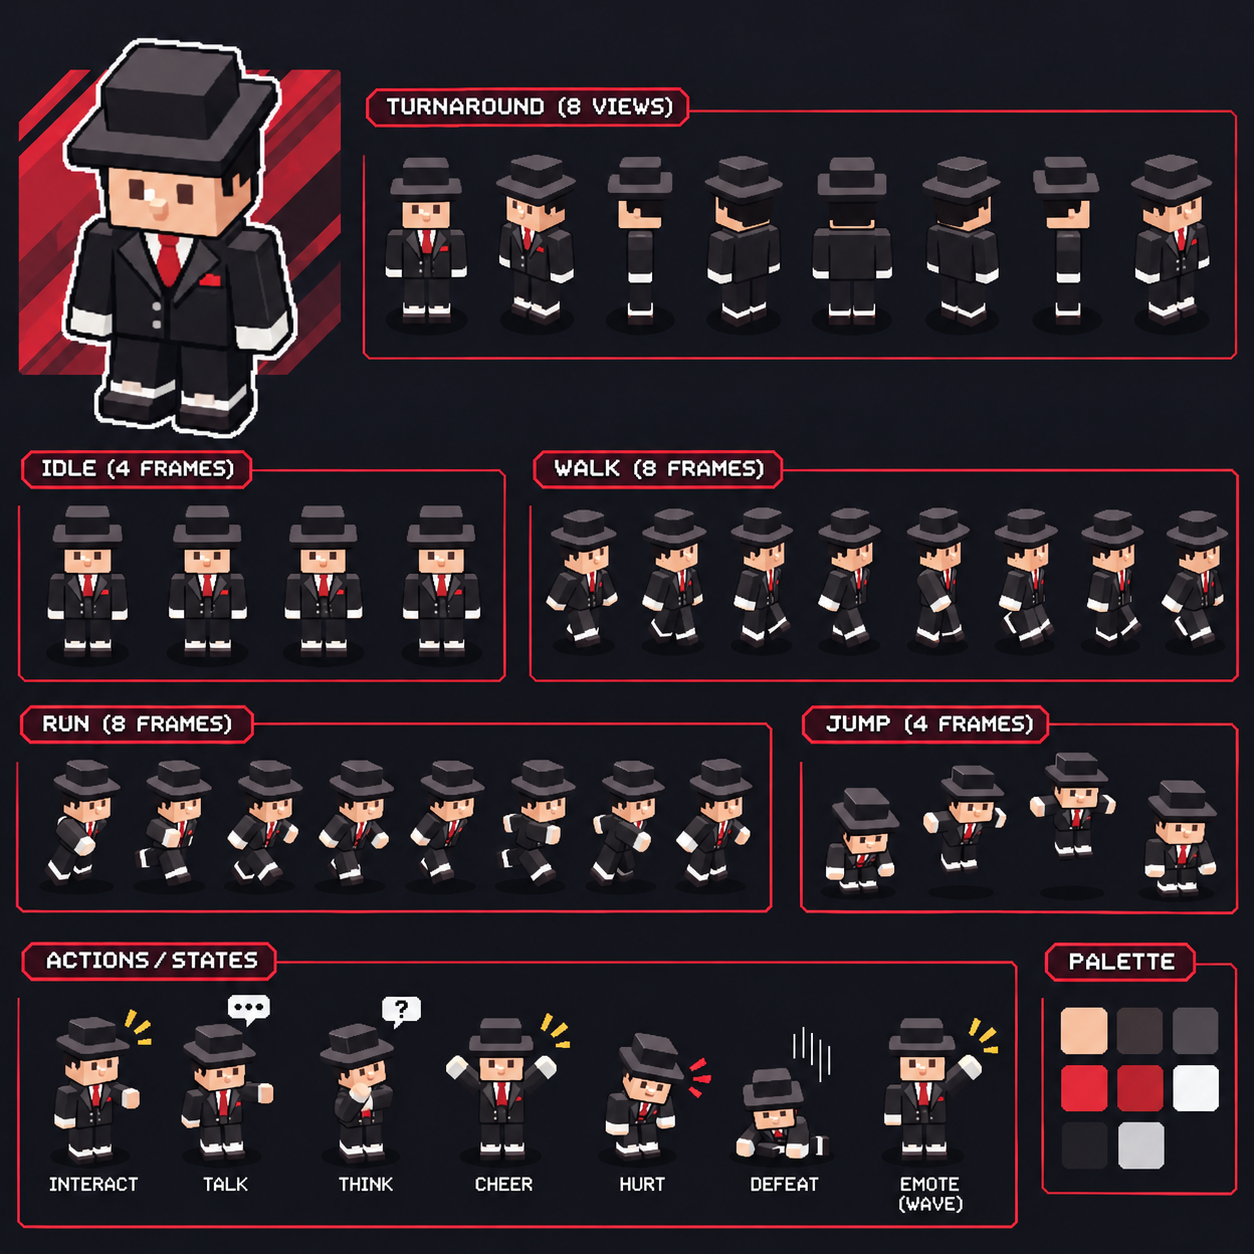 TURNAROUND (8 VIEWS)
IDLE (4 FRAMES)
WALK (8 FRAMES)
RUN (8 FRAMES)
JUMP (4 FRAMES)
ACTIONS/STATES
PALETTE
...
?
INTERACT
TALK
THINK
CHEER
HURT
DEFEAT
EMOTE
(WAVE)